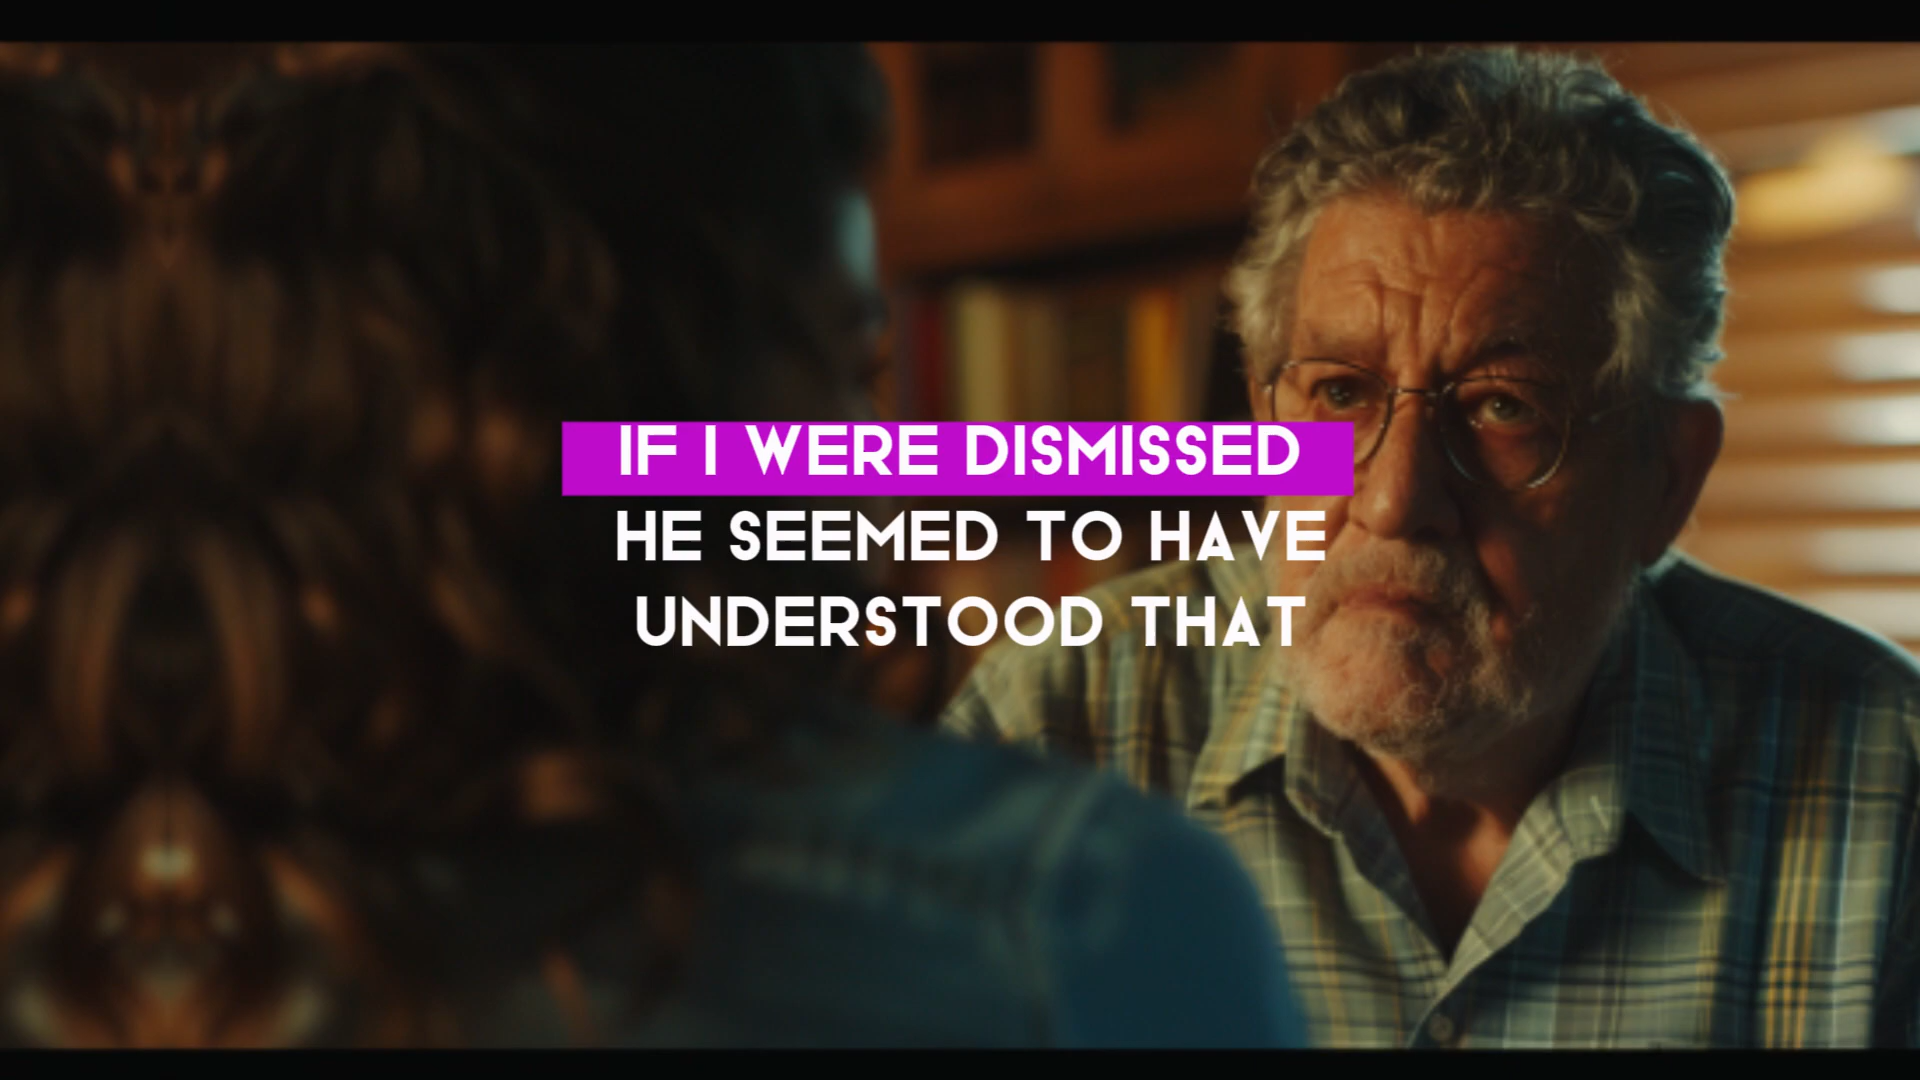 IF I WERE DISMISSED
HE SEEMED TO HAVE
UNDERSTOOD THAT